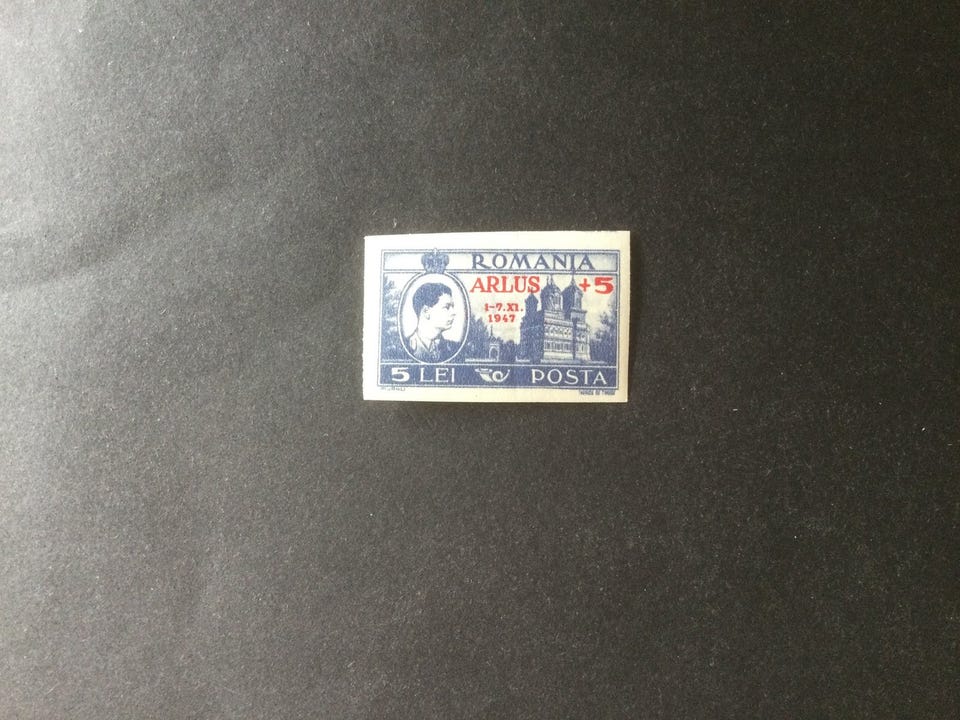 ROMANIA
ARLUS +5
1-7.XI.
1947
5 LEI POSTA